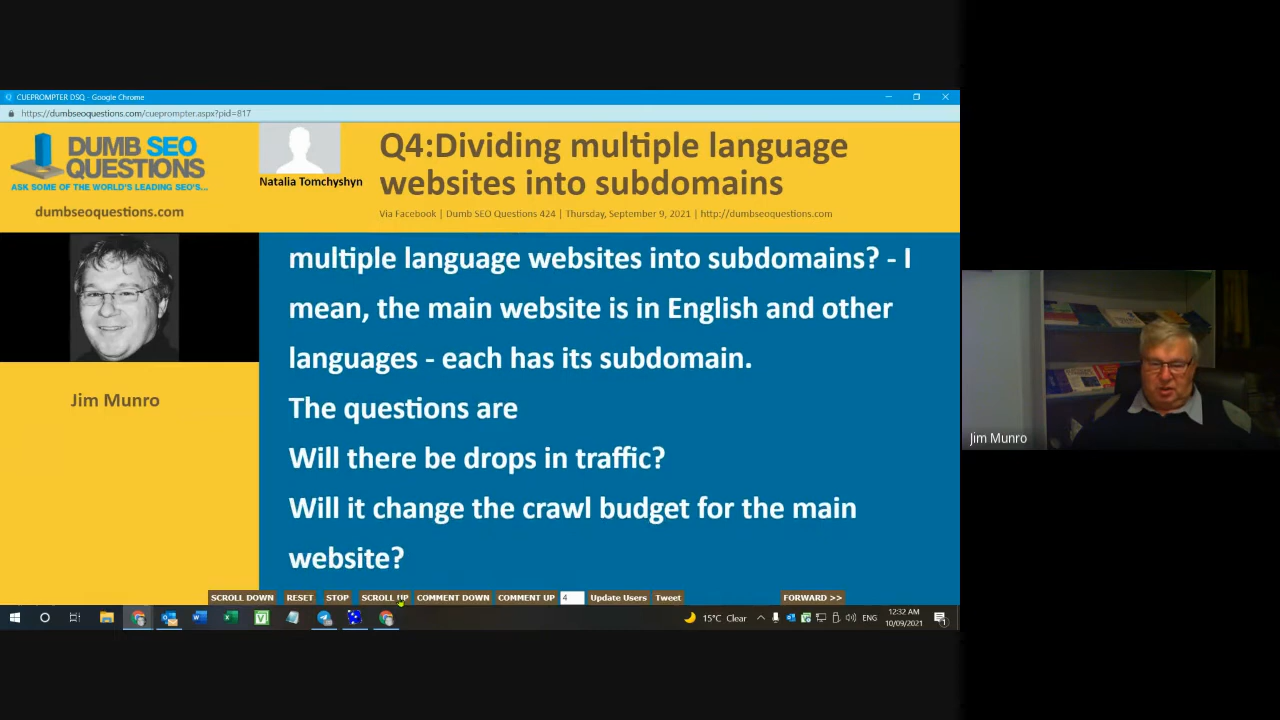 CUEPROMPTER DSQ - Google Chrome
https://dumbseoquestions.com/cueprompter.aspx?pid=817
DUMB SEO
QUESTIONS
ASK SOME OF THE WORLD'S LEADING SEO'S...
dumbseoquestions.com
Natalia Tomchyshyn
Q4:Dividing multiple language
websites into subdomains
Via Facebook | Dumb SEO Questions 424 | Thursday, September 9, 2021 | http://dumbseoquestions.com
Jim Munro
multiple language websites into subdomains? - I
mean, the main website is in English and other
languages - each has its subdomain.
The questions are
Will there be drops in traffic?
Will it change the crawl budget for the main
website?
SCROLL DOWN RESET STOP SCROLL UP COMMENT DOWN COMMENT UP 4 Update Users Tweet FORWARD >>
15°C Clear ENG 12:32 AM
10/09/2021
Jim Munro